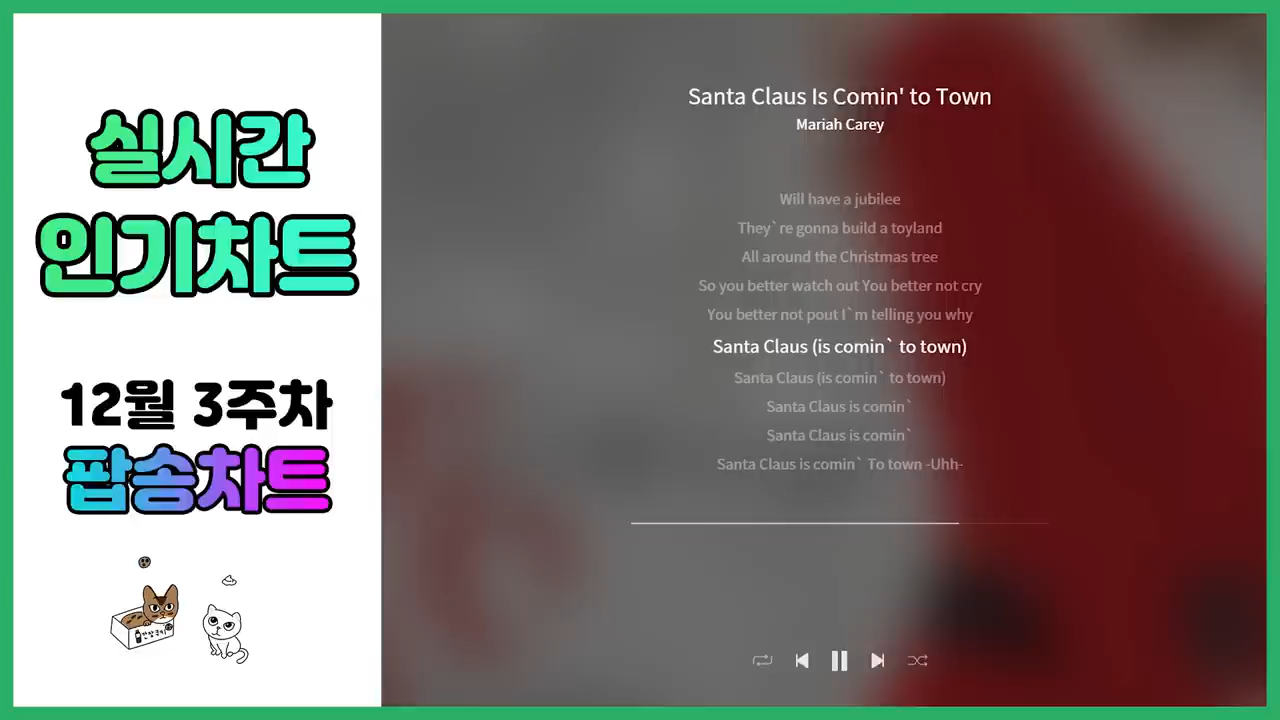 실시간
인기차트
12월 3주차
팝송차트
Santa Claus Is Comin' to Town
Mariah Carey
Will have a jubilee
They`re gonna build a toyland
All around the Christmas tree
So you better watch out You better not cry
You better not pout I`m telling you why
Santa Claus (is comin` to town)
Santa Claus (is comin` to town)
Santa Claus is comin`
Santa Claus is comin`
Santa Claus is comin` To town -Uhh-